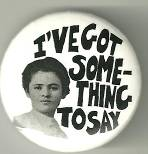 I'VE GOT
SOME-
THING
TO SAY